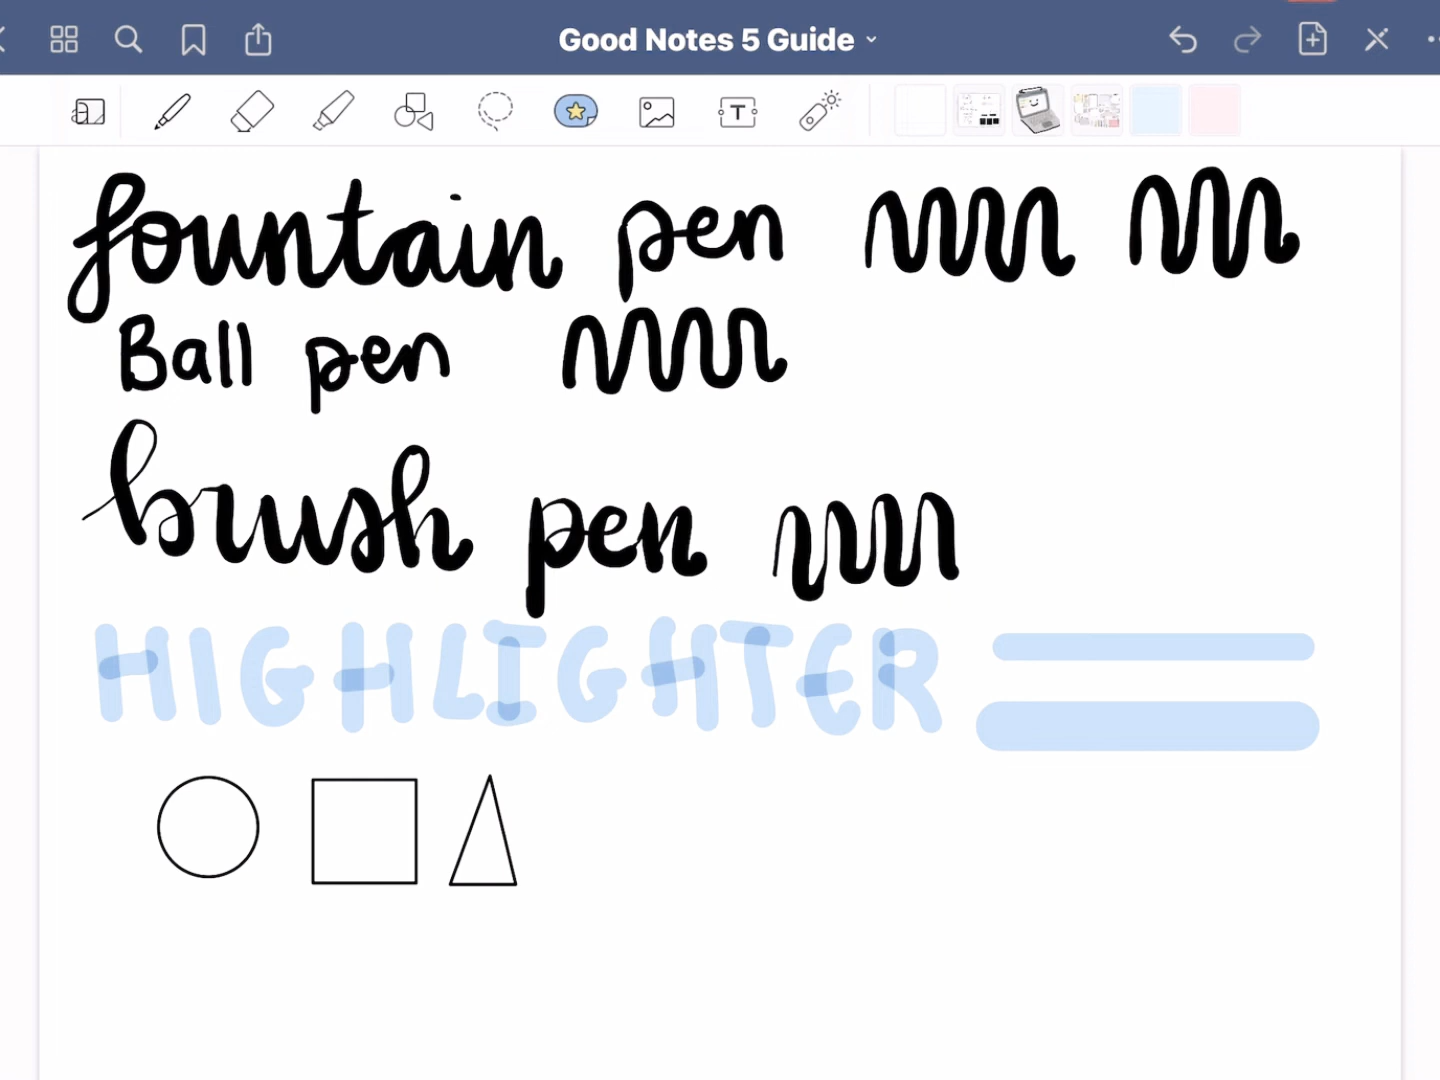 Good Notes 5 Guide
fountain pen
Ball pen
brush pen
HIGHLIGHTER